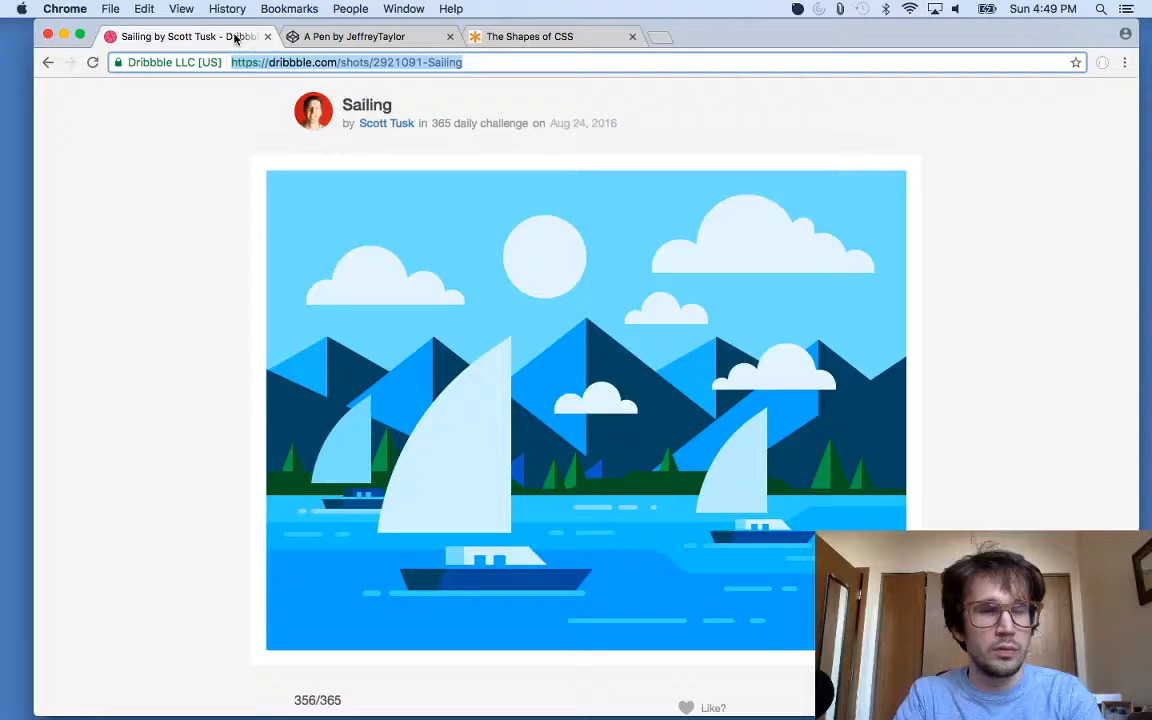 Chrome File Edit View History Bookmarks People Window Help Sun 4:49 PM
Sailing by Scott Tusk - Dribbbl A Pen by JeffreyTaylor The Shapes of CSS
Dribbble LLC [US] https://dribbble.com/shots/2921091-Sailing
Sailing
by Scott Tusk in 365 daily challenge on Aug 24, 2016
356/365
Like?